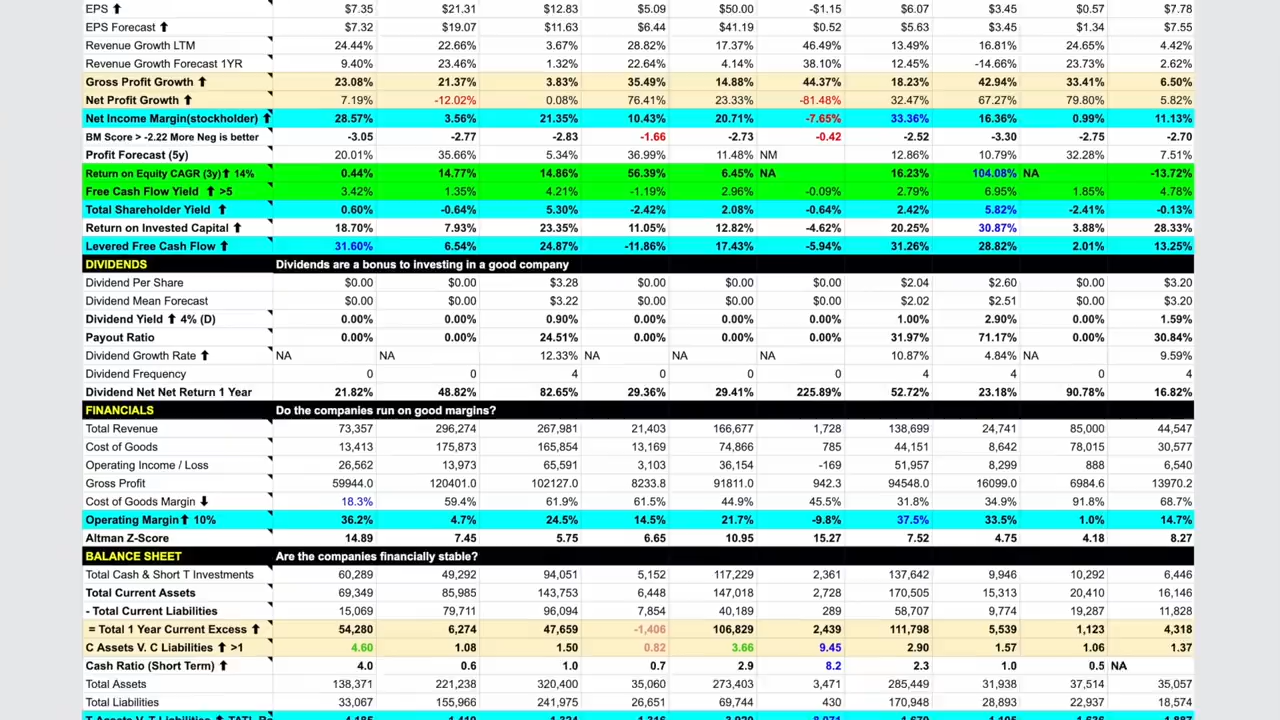 EPS ⬆ $7.35 $21.31 $12.83 $5.09 $50.00 -$1.15 $6.07 $3.45 $0.57 $7.78
EPS Forecast ⬆ $7.32 $19.07 $11.63 $6.44 $41.19 $0.52 $5.63 $3.45 $1.34 $7.55
Revenue Growth LTM 24.44% 22.66% 3.67% 28.82% 17.37% 46.49% 13.49% 16.81% 24.65% 4.42%
Revenue Growth Forecast 1YR 9.40% 23.46% 1.32% 22.64% 4.14% 38.10% 12.45% -14.66% 23.73% 2.62%
Gross Profit Growth ⬆ 23.08% 21.37% 3.83% 35.49% 14.88% 44.37% 18.23% 42.94% 33.41% 6.50%
Net Profit Growth ⬆ 7.19% -12.02% 0.08% 76.41% 23.33% -81.48% 32.47% 67.27% 79.80% 5.82%
Net Income Margin(stockholder) ⬆ 28.57% 3.56% 21.35% 10.43% 20.71% -7.65% 33.36% 16.36% 0.99% 11.13%
BM Score > -2.22 More Neg is better -3.05 -2.77 -2.83 -1.66 -2.73 -0.42 -2.52 -3.30 -2.75 -2.70
Profit Forecast (5y) 20.01% 35.66% 5.34% 36.99% 11.48% NM 12.86% 10.79% 32.28% 7.51%
Return on Equity CAGR (3y)⬆ 14% 0.44% 14.77% 14.86% 56.39% 6.45% NA 16.23% 104.08% NA -13.72%
Free Cash Flow Yield ⬆ >5 3.42% 1.35% 4.21% -1.19% 2.96% -0.09% 2.79% 6.95% 1.85% 4.78%
Total Shareholder Yield ⬆ 0.60% -0.64% 5.30% -2.42% 2.08% -0.64% 2.42% 5.82% -2.41% -0.13%
Return on Invested Capital ⬆ 18.70% 7.93% 23.35% 11.05% 12.82% -4.62% 20.25% 30.87% 3.88% 28.33%
Levered Free Cash Flow ⬆ 31.60% 6.54% 24.87% -11.86% 17.43% -5.94% 31.26% 28.82% 2.01% 13.25%
DIVIDENDS Dividends are a bonus to investing in a good company
Dividend Per Share $0.00 $0.00 $3.28 $0.00 $0.00 $0.00 $2.04 $2.60 $0.00 $3.20
Dividend Mean Forecast $0.00 $0.00 $3.22 $0.00 $0.00 $0.00 $2.02 $2.51 $0.00 $3.20
Dividend Yield ⬆ 4% (D) 0.00% 0.00% 0.90% 0.00% 0.00% 0.00% 1.00% 2.90% 0.00% 1.59%
Payout Ratio 0.00% 0.00% 24.51% 0.00% 0.00% 0.00% 31.97% 71.17% 0.00% 30.84%
Dividend Growth Rate ⬆ NA NA 12.33% NA NA NA 10.87% 4.84% NA 9.59%
Dividend Frequency 0 0 4 0 0 0 4 4 0 4
Dividend Net Net Return 1 Year 21.82% 48.82% 82.65% 29.36% 29.41% 225.89% 52.72% 23.18% 90.78% 16.82%
FINANCIALS Do the companies run on good margins?
Total Revenue 73,357 296,274 267,981 21,403 166,677 1,728 138,699 24,741 85,000 44,547
Cost of Goods 13,413 175,873 165,854 13,169 74,866 785 44,151 8,642 78,015 30,577
Operating Income / Loss 26,562 13,973 65,591 3,103 36,154 -169 51,957 8,299 888 6,540
Gross Profit 59944.0 120401.0 102127.0 8233.8 91811.0 942.3 94548.0 16099.0 6984.6 13970.2
Cost of Goods Margin ⬇ 18.3% 59.4% 61.9% 61.5% 44.9% 45.5% 31.8% 34.9% 91.8% 68.7%
Operating Margin⬆ 10% 36.2% 4.7% 24.5% 14.5% 21.7% -9.8% 37.5% 33.5% 1.0% 14.7%
Altman Z-Score 14.89 7.45 5.75 6.65 10.95 15.27 7.52 4.75 4.18 8.27
BALANCE SHEET Are the companies financially stable?
Total Cash & Short T Investments 60,289 49,292 94,051 5,152 117,229 2,361 137,642 9,946 10,292 6,446
Total Current Assets 69,349 85,985 143,753 6,448 147,018 2,728 170,505 15,313 20,410 16,146
- Total Current Liabilities 15,069 79,711 96,094 7,854 40,189 289 58,707 9,774 19,287 11,828
= Total 1 Year Current Excess ⬆ 54,280 6,274 47,659 -1,406 106,829 2,439 111,798 5,539 1,123 4,318
C Assets V. C Liabilities ⬆ >1 4.60 1.08 1.50 0.82 3.66 9.45 2.90 1.57 1.06 1.37
Cash Ratio (Short Term) ⬆ 4.0 0.6 1.0 0.7 2.9 8.2 2.3 1.0 0.5 NA
Total Assets 138,371 221,238 320,400 35,060 273,403 3,471 285,449 31,938 37,514 35,057
Total Liabilities 33,067 155,966 241,975 26,651 69,744 430 170,948 28,893 22,937 18,574